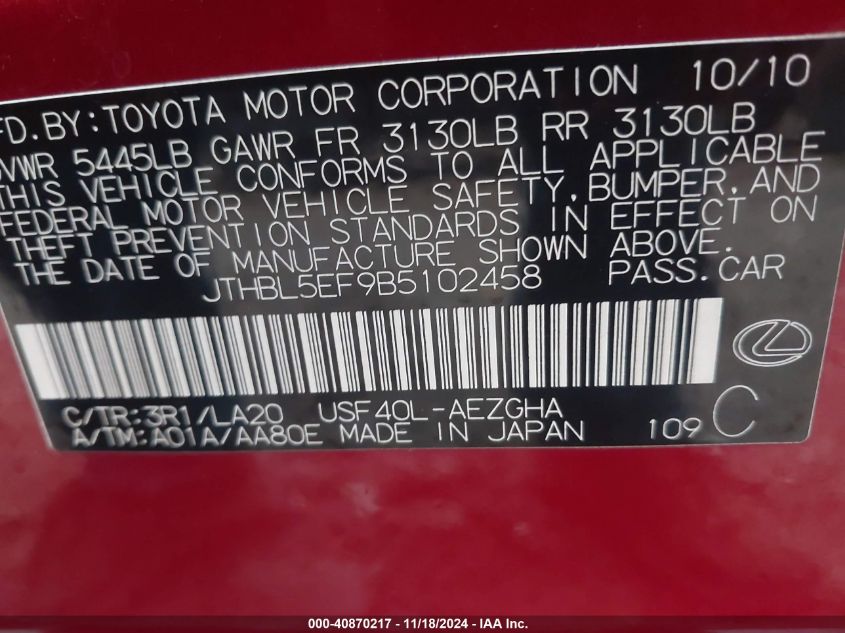 FD. BY: TOYOTA MOTOR CORPORATION 10/10
VWR 5445LB GAWR FR 3130LB RR 3130LB
THIS VEHICLE CONFORMS TO ALL APPLICABLE
FEDERAL MOTOR VEHICLE SAFETY, BUMPER, AND
THEFT PREVENTION STANDARDS IN EFFECT ON
THE DATE OF MANUFACTURE SHOWN ABOVE.
JTHBL5EF9B5102458 PASS. CAR
C/TR:3R1/LA20 USF40L-AEZGHA
A/TM:A01A/AA80E MADE IN JAPAN 109 C
000-40870217 - 11/18/2024 - IAA Inc.